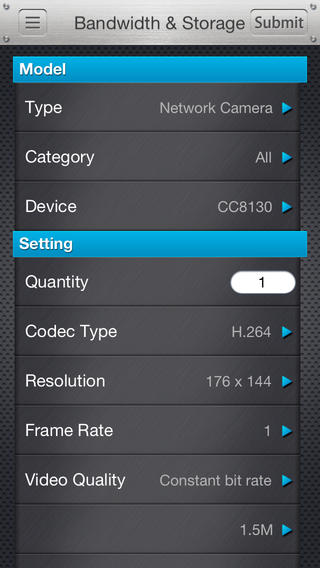 Bandwidth & Storage Submit
Model
Type Network Camera
Category All
Device CC8130
Setting
Quantity 1
Codec Type H.264
Resolution 176 x 144
Frame Rate 1
Video Quality Constant bit rate
1.5M